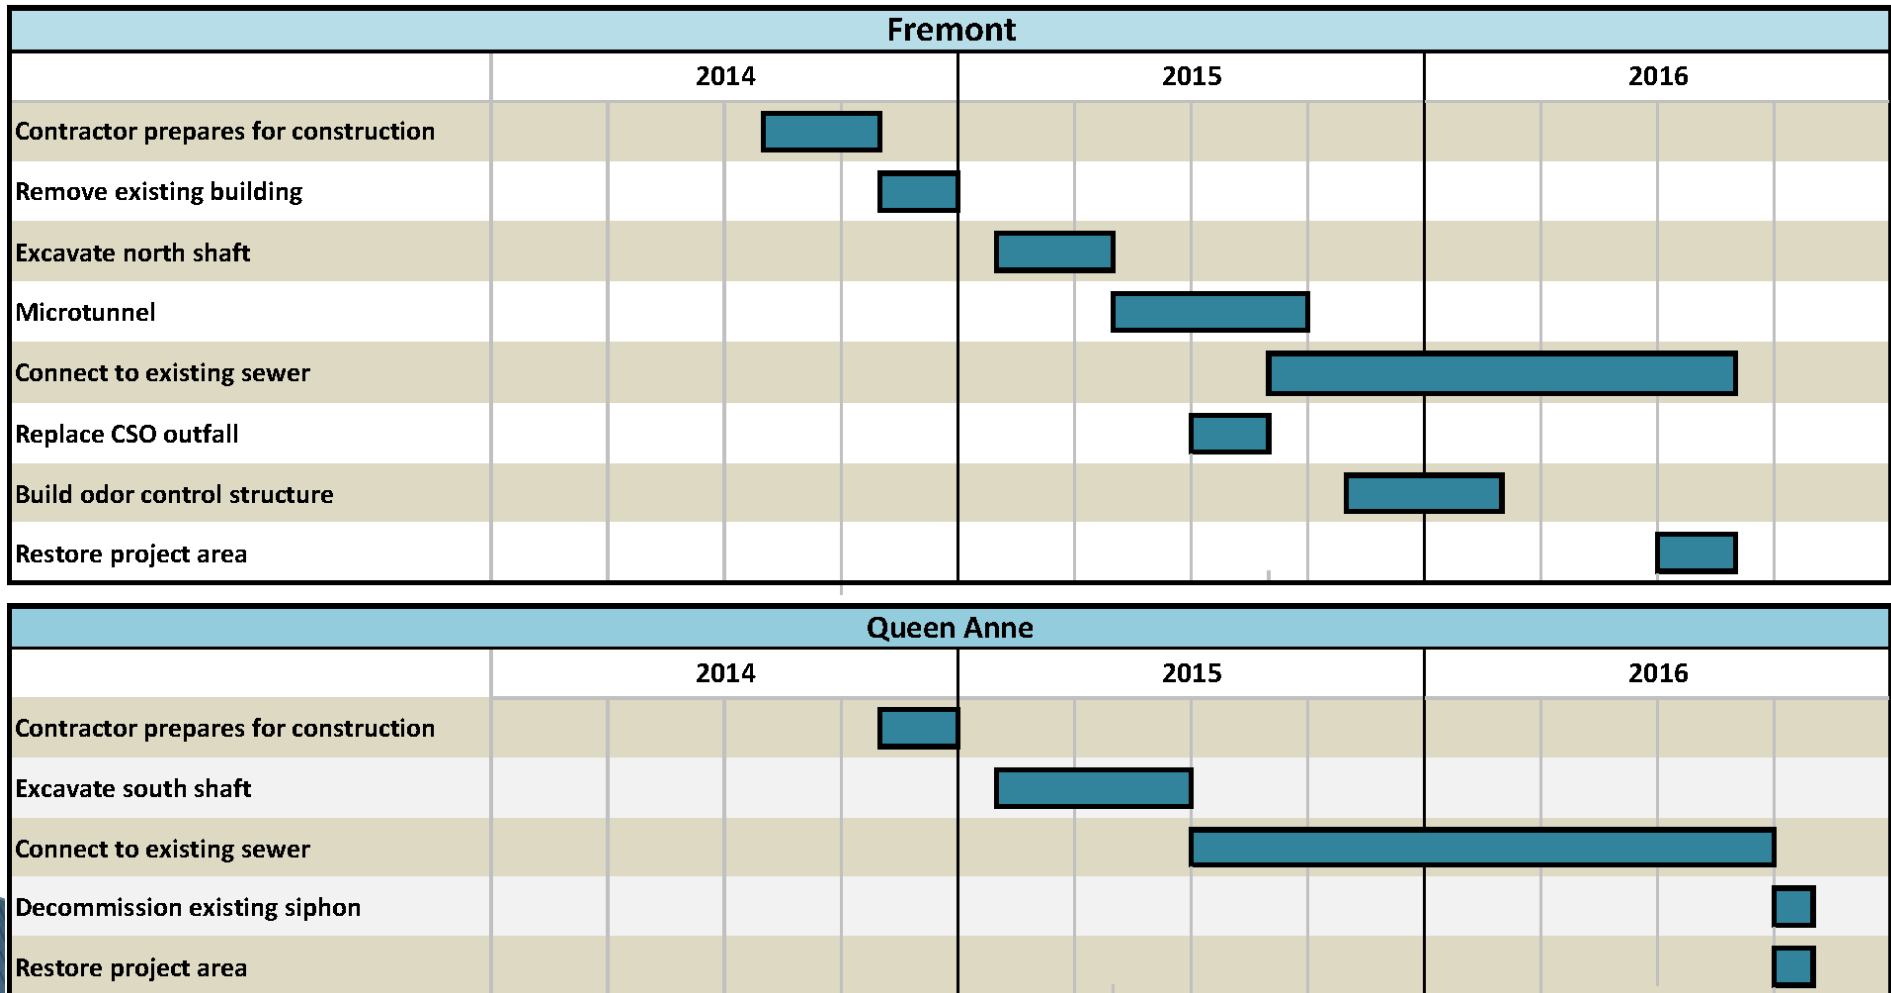 Fremont
2014 2015 2016
Contractor prepares for construction
Remove existing building
Excavate north shaft
Microtunnel
Connect to existing sewer
Replace CSO outfall
Build odor control structure
Restore project area
Queen Anne
2014 2015 2016
Contractor prepares for construction
Excavate south shaft
Connect to existing sewer
Decommission existing siphon
Restore project area